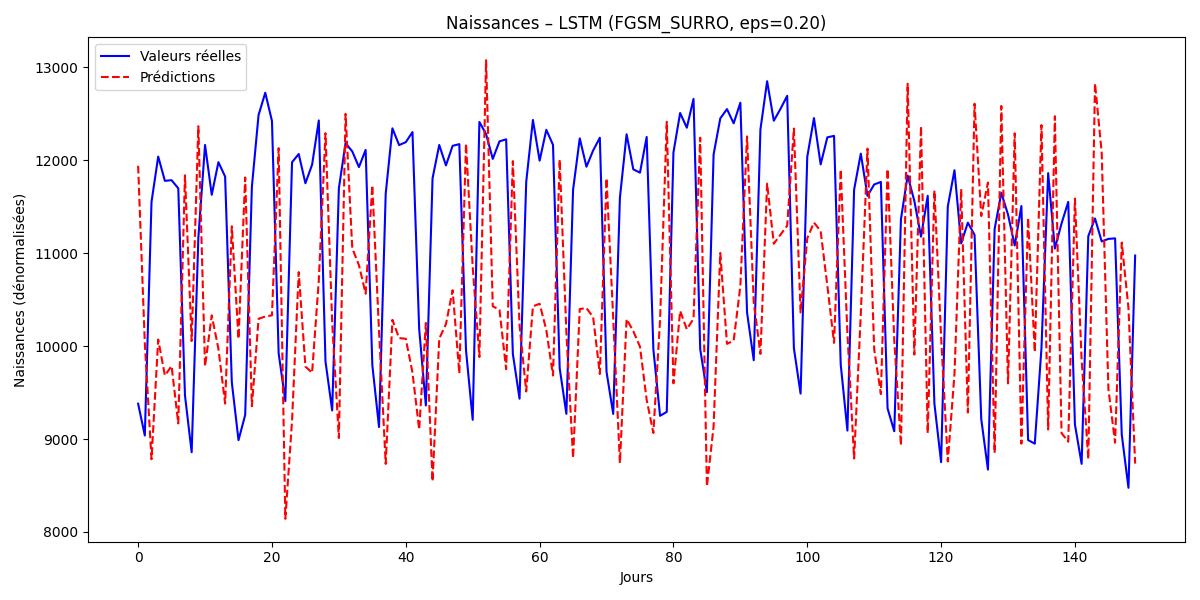 Naissances – LSTM (FGSM_SURRO, eps=0.20)
Valeurs réelles
Prédictions
Naissances (dénormalisées)
13000
12000
11000
10000
9000
8000
0 20 40 60 80 100 120 140
Jours